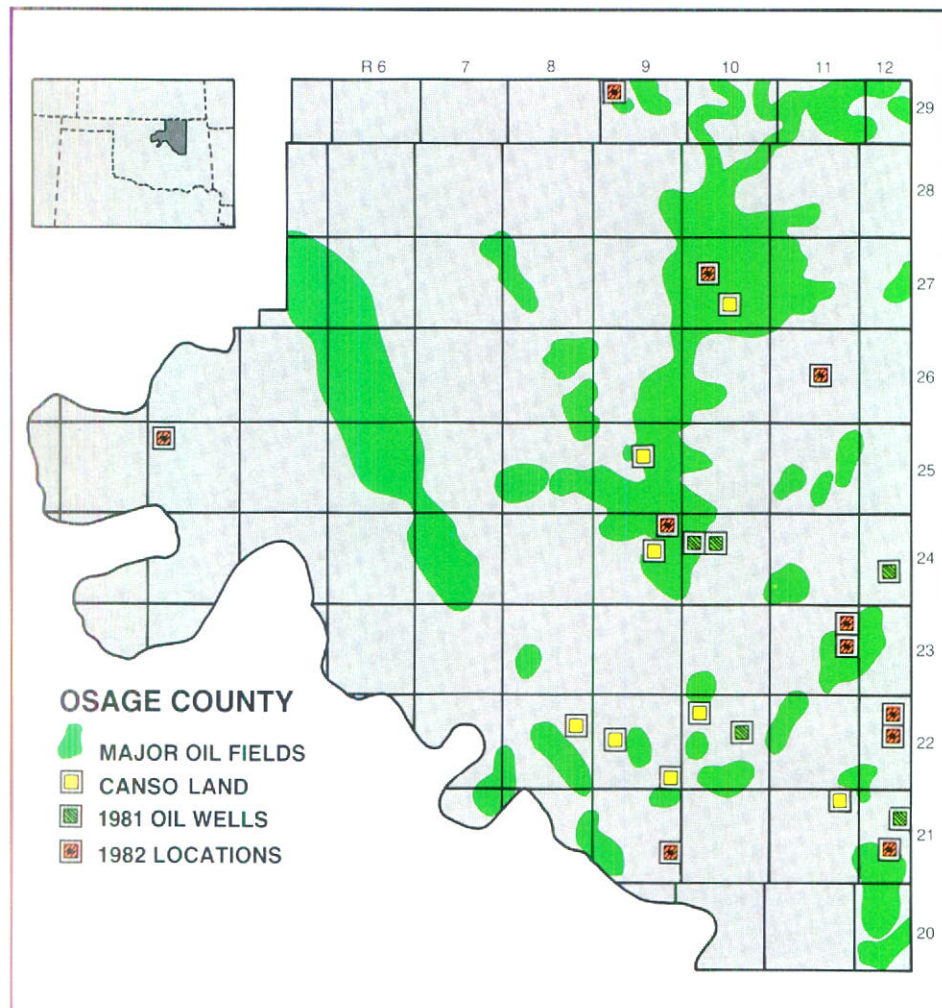 R 6 7 8 9 10 11 12
29
28
27
26
25
24
23
22
21
20
OSAGE COUNTY
MAJOR OIL FIELDS
CANSO LAND
1981 OIL WELLS
1982 LOCATIONS